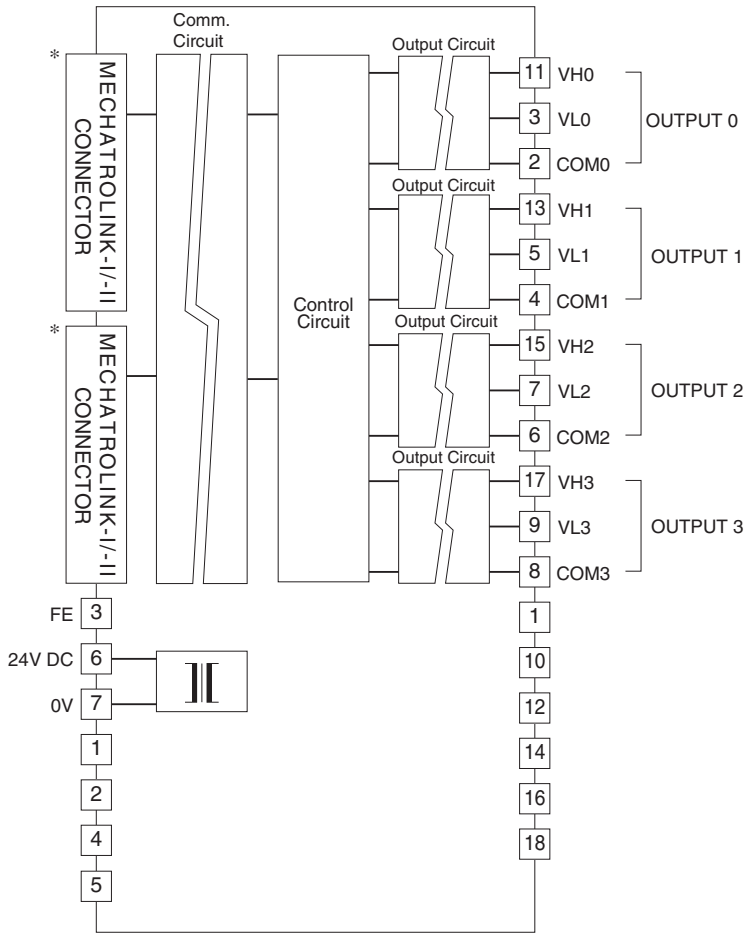 Comm.
Circuit
Output Circuit
*
MECHATROLINK-I/-II
CONNECTOR
11 VH0
3 VL0
2 COM0
OUTPUT 0
Output Circuit
13 VH1
5 VL1
4 COM1
OUTPUT 1
Control
Circuit
*
MECHATROLINK-I/-II
CONNECTOR
Output Circuit
15 VH2
7 VL2
6 COM2
OUTPUT 2
Output Circuit
17 VH3
9 VL3
8 COM3
OUTPUT 3
FE 3
24V DC 6
0V 7
1
2
4
5
1
10
12
14
16
18